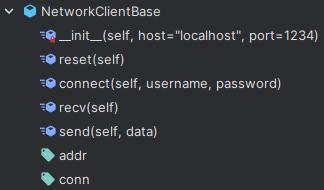 NetworkClientBase
__init__(self, host="localhost", port=1234)
reset(self)
connect(self, username, password)
recv(self)
send(self, data)
addr
conn